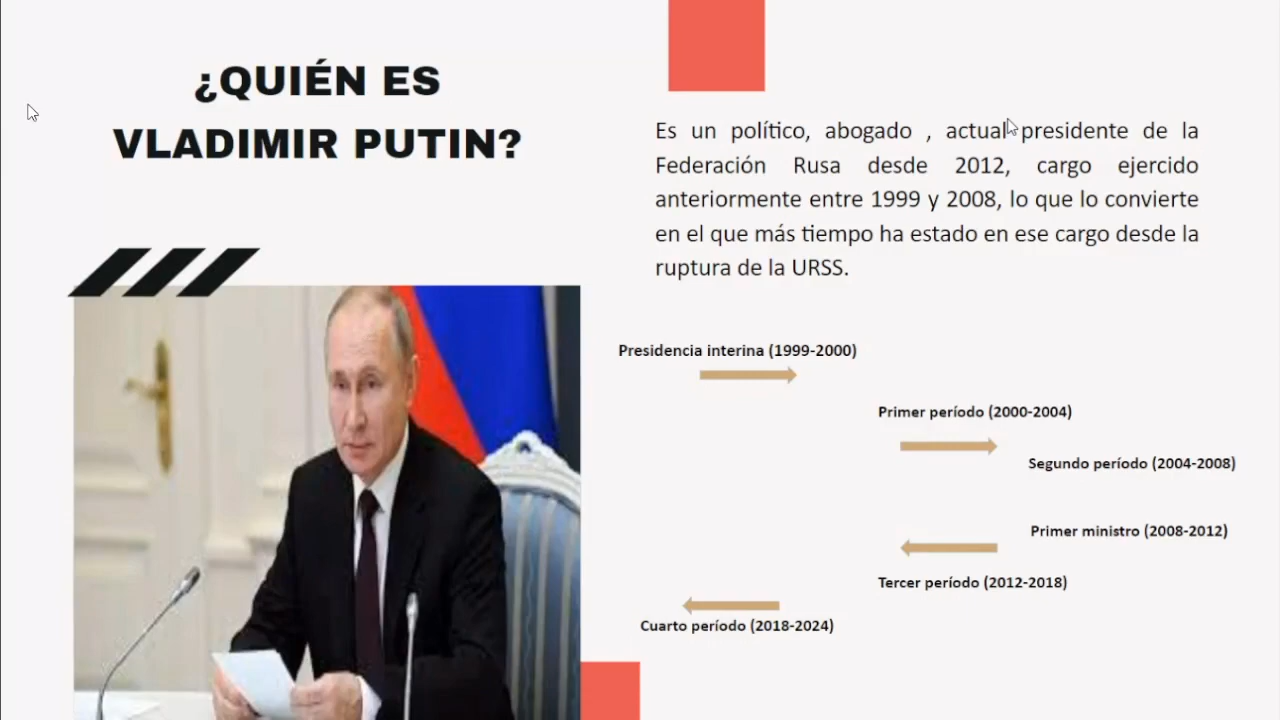 ¿QUIÉN ES
VLADIMIR PUTIN?
Es un político, abogado , actual presidente de la
Federación Rusa desde 2012, cargo ejercido
anteriormente entre 1999 y 2008, lo que lo convierte
en el que más tiempo ha estado en ese cargo desde la
ruptura de la URSS.
Presidencia interina (1999-2000)
Primer período (2000-2004)
Segundo período (2004-2008)
Primer ministro (2008-2012)
Tercer período (2012-2018)
Cuarto período (2018-2024)